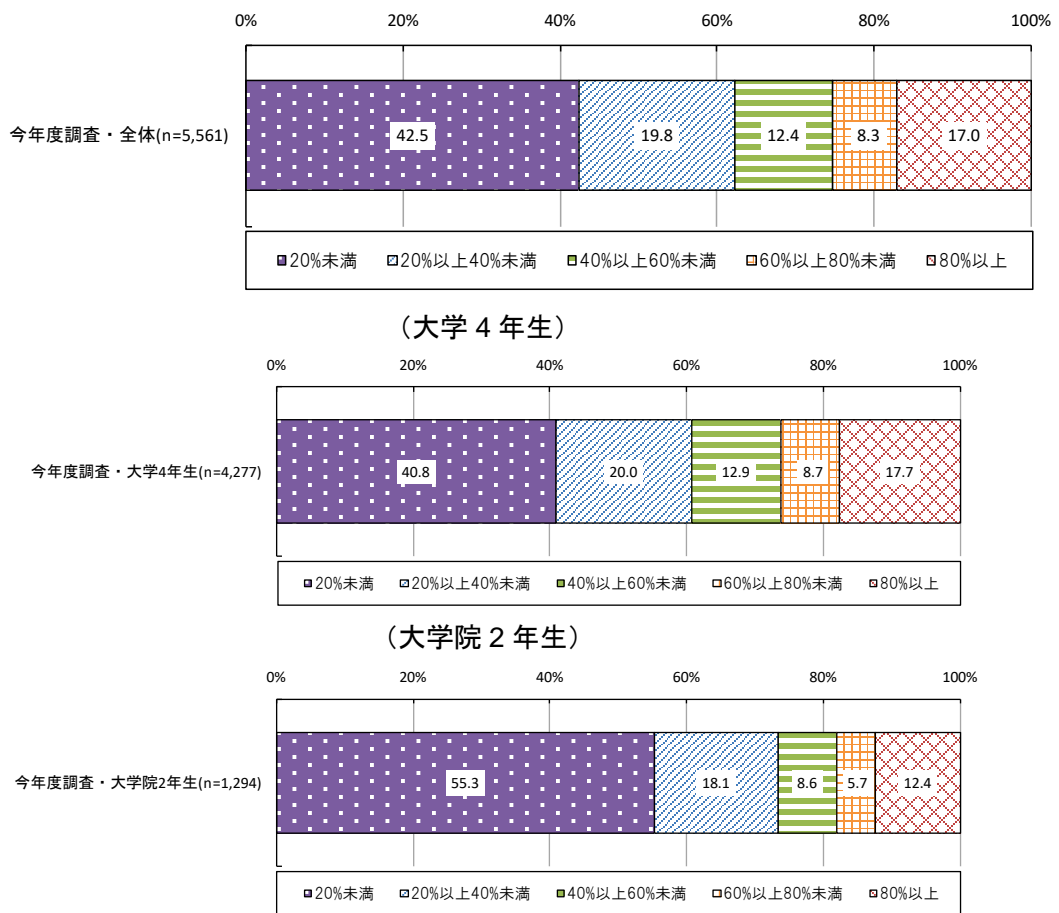 0% 20% 40% 60% 80% 100%
今年度調査・全体(n=5,561) 42.5 19.8 12.4 8.3 17.0
20%未満 20%以上40%未満 40%以上60%未満 60%以上80%未満 80%以上
（大学 4 年生）
0% 20% 40% 60% 80% 100%
今年度調査・大学4年生(n=4,277) 40.8 20.0 12.9 8.7 17.7
20%未満 20%以上40%未満 40%以上60%未満 60%以上80%未満 80%以上
（大学院 2 年生）
0% 20% 40% 60% 80% 100%
今年度調査・大学院2年生(n=1,294) 55.3 18.1 8.6 5.7 12.4
20%未満 20%以上40%未満 40%以上60%未満 60%以上80%未満 80%以上